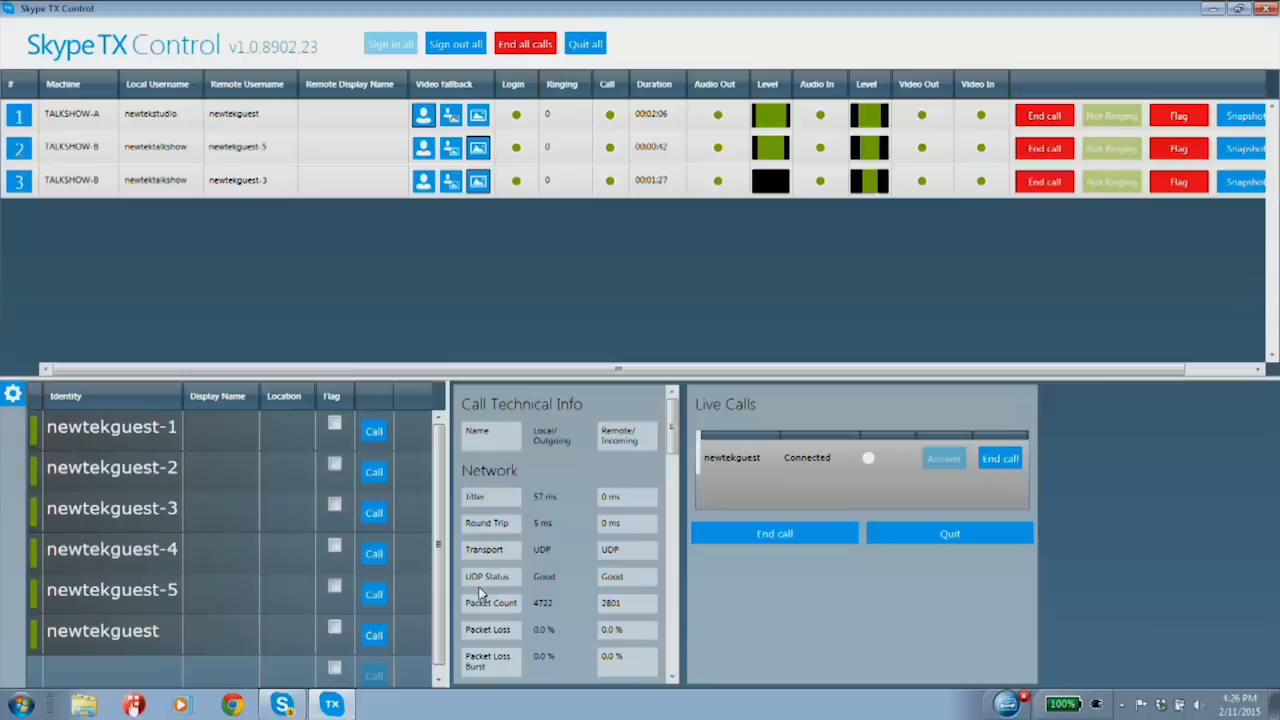 Skype TX Control
Skype TX Control v1.0.8902.23
Sign in all Sign out all End all calls Quit all
# Machine Local Username Remote Username Remote Display Name Video fallback Login Ringing Call Duration Audio Out Level Audio In Level Video Out Video In
1 TALKSHOW-A newtekstudio newtekguest 0 00:02:06 End call Not Ringing Flag Snapshot
2 TALKSHOW-B newtektalkshow newtekguest-5 0 00:00:42 End call Not Ringing Flag Snapshot
3 TALKSHOW-B newtektalkshow newtekguest-3 0 00:01:27 End call Not Ringing Flag Snapshot
Identity Display Name Location Flag
newtekguest-1 Call
newtekguest-2 Call
newtekguest-3 Call
newtekguest-4 Call
newtekguest-5 Call
newtekguest Call
Call
Call Technical Info
Name Local/ Remote/
Outgoing Incoming
Network
Jitter 57 ms 0 ms
Round Trip 5 ms 0 ms
Transport UDP UDP
UDP Status Good Good
Packet Count 4722 2801
Packet Loss 0.0 % 0.0 %
Packet Loss 0.0 % 0.0 %
Burst
Live Calls
newtekguest Connected Answer End call
End call Quit
TX
100%
4:26 PM
2/11/2015